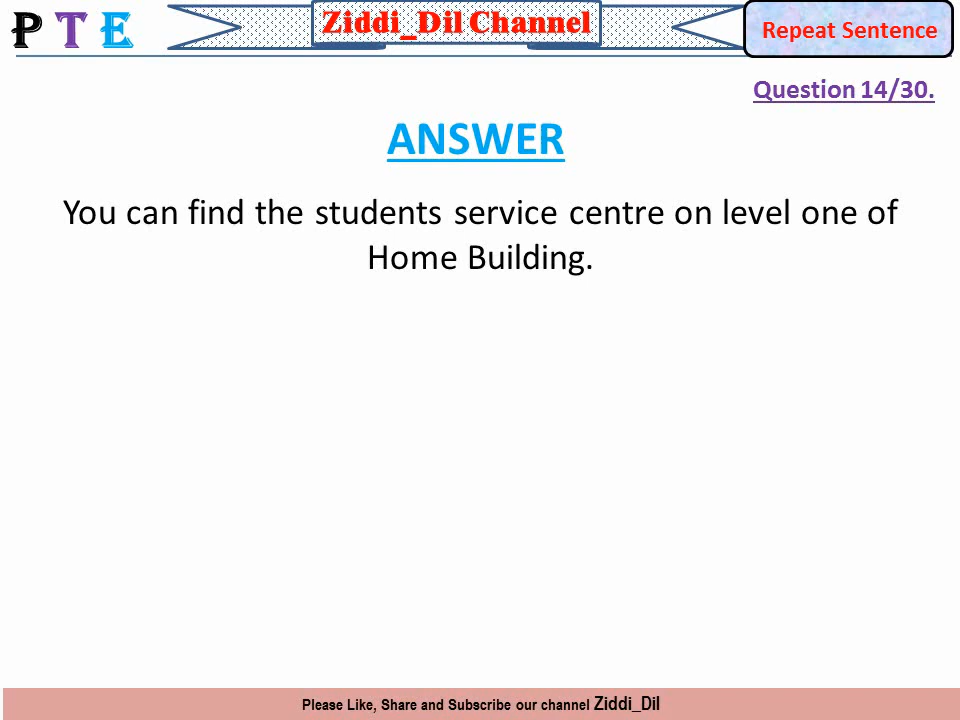 P T E
Ziddi_Dil Channel
Repeat Sentence
Question 14/30.
ANSWER
You can find the students service centre on level one of
Home Building.
Please Like, Share and Subscribe our channel Ziddi_Dil